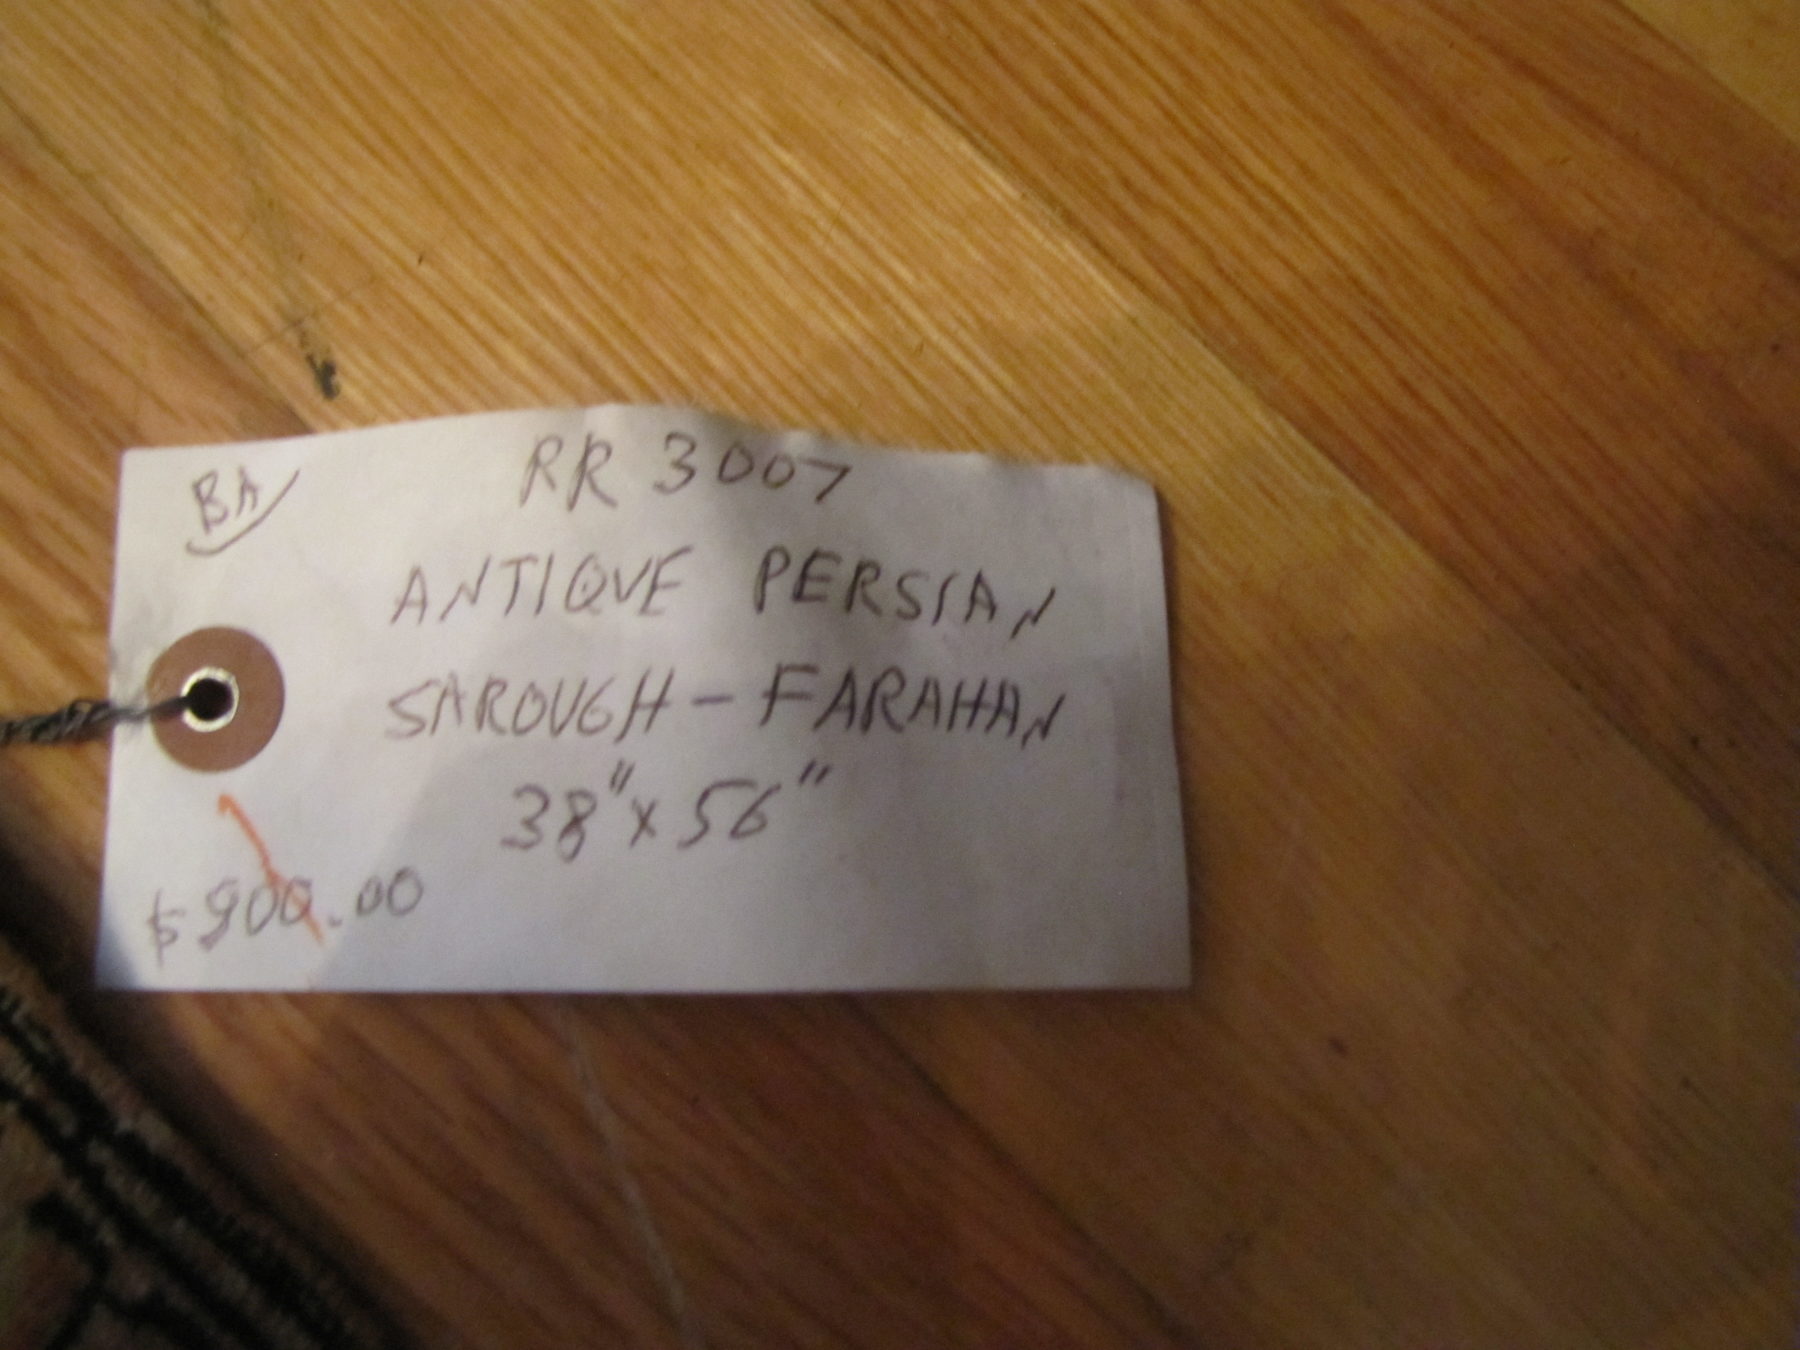 BA
RR 3007
ANTIQUE PERSIAN
SAROUGH - FARAHAN
38" x 56"
$ 900.00